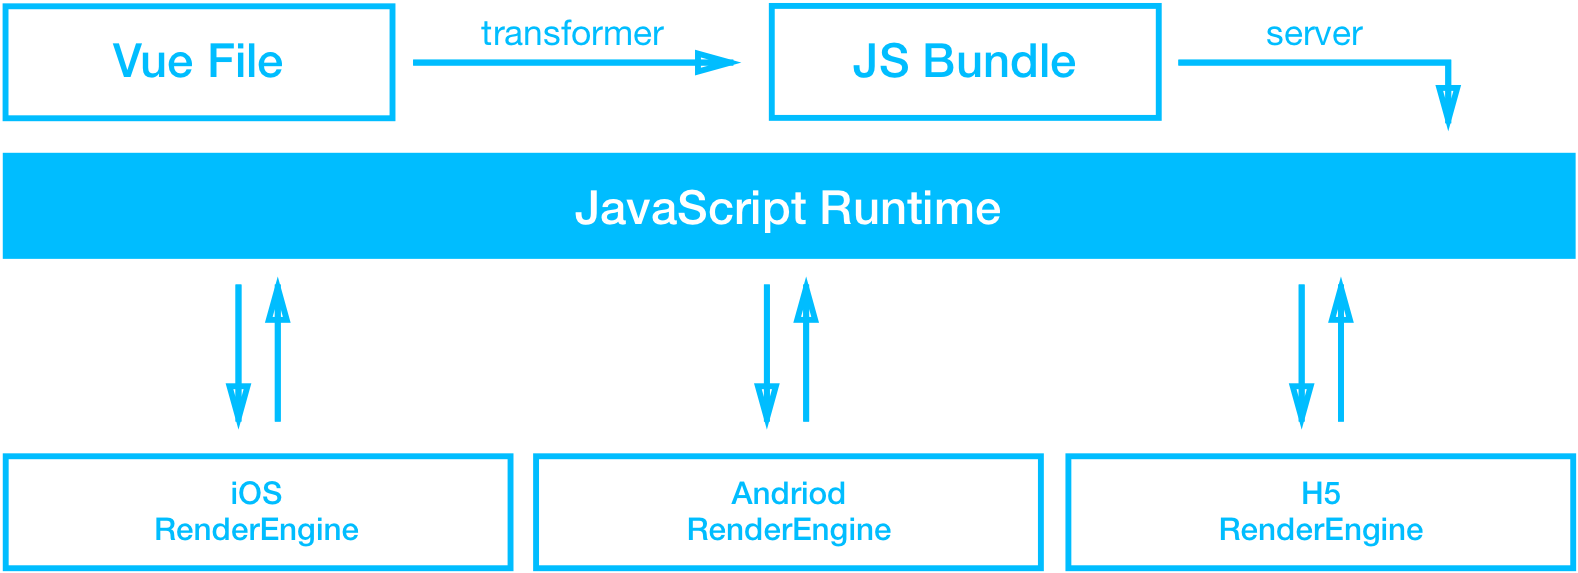 Vue File
transformer
JS Bundle
server
JavaScript Runtime
iOS
RenderEngine
Andriod
RenderEngine
H5
RenderEngine